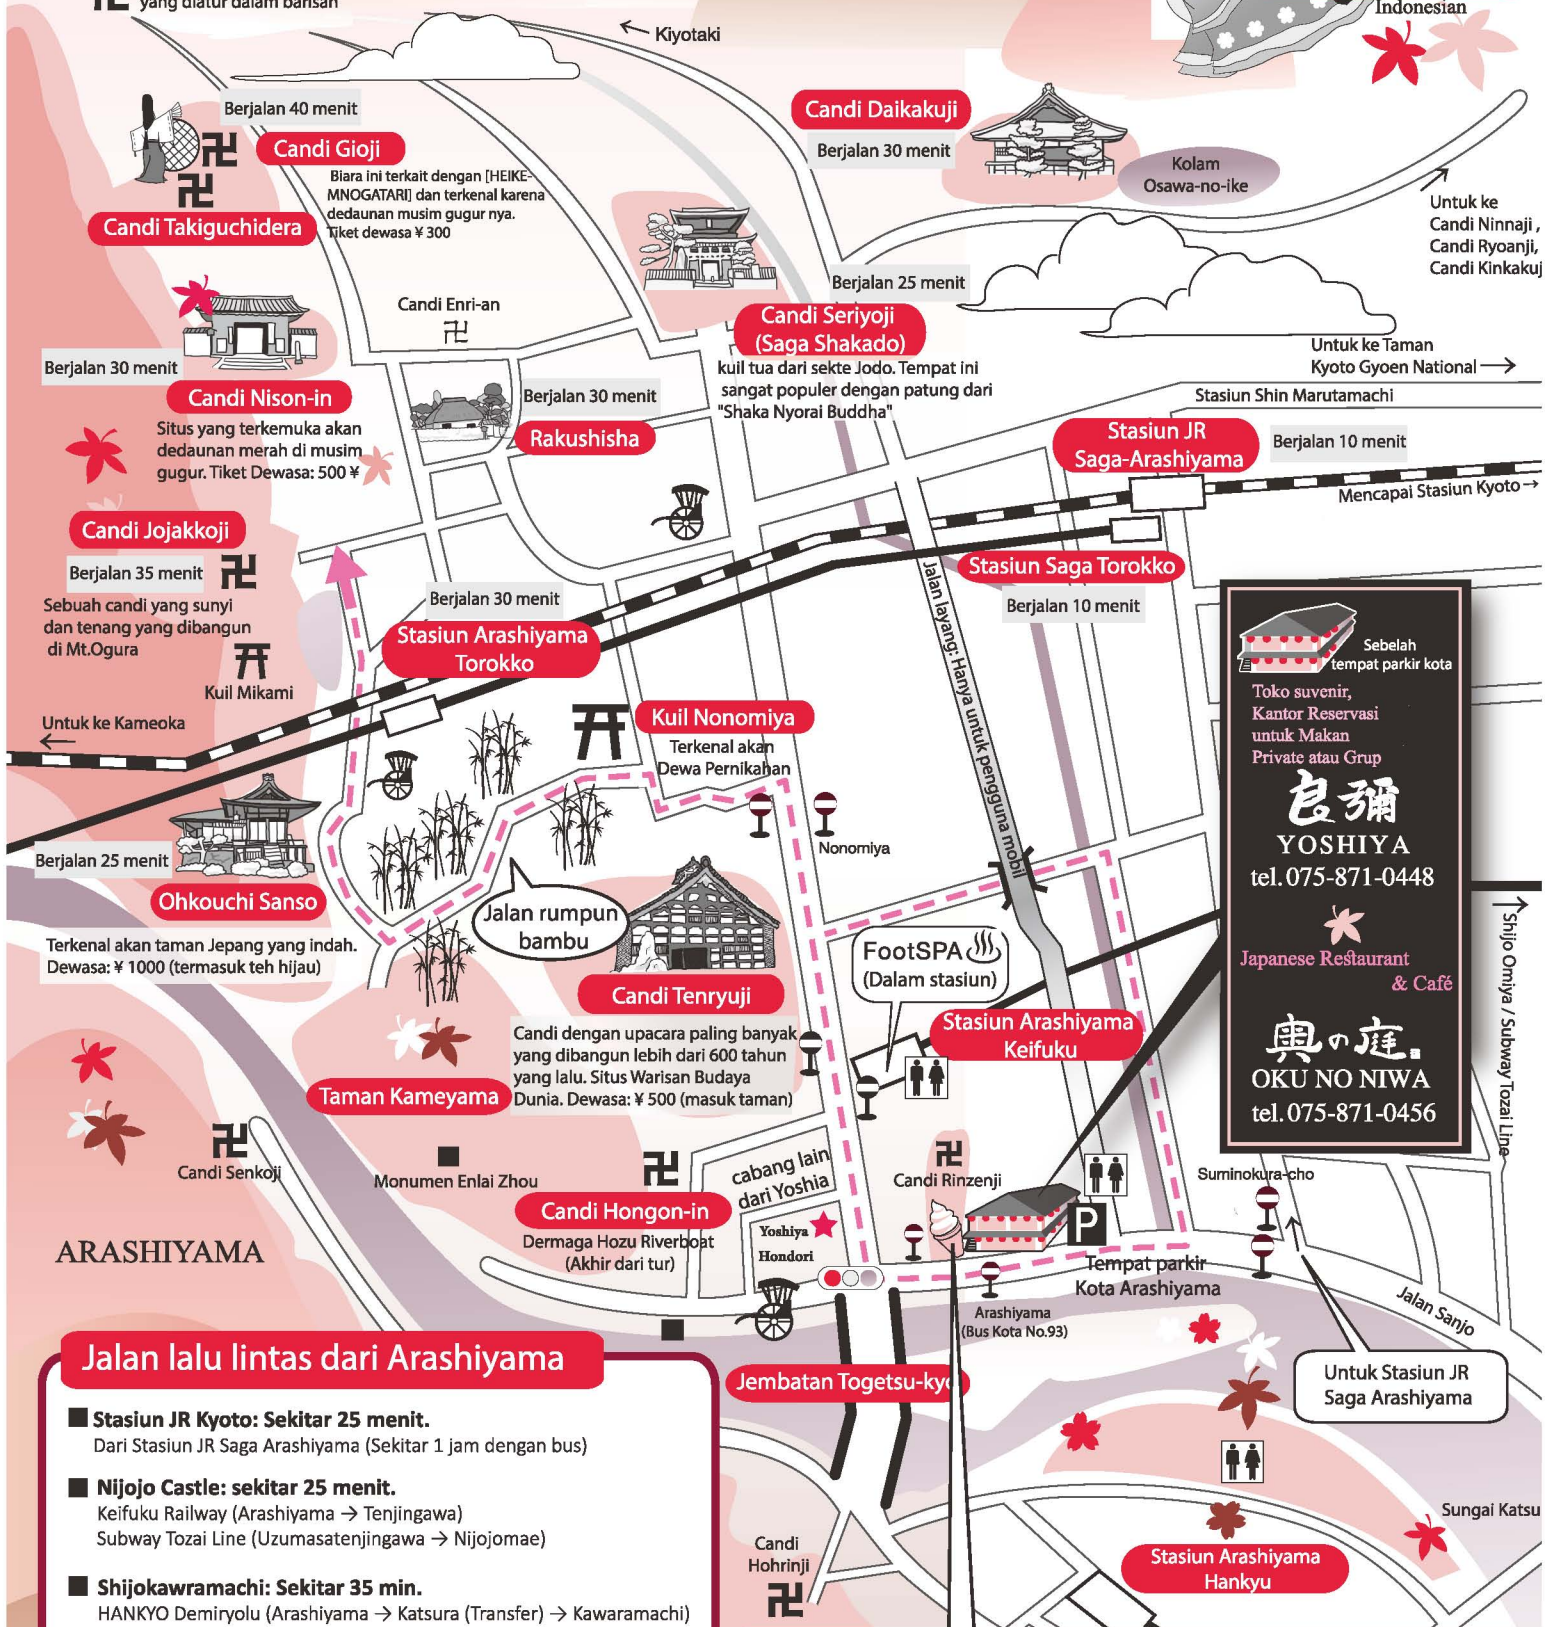 yang diatur dalam barisan
Indonesian
← Kiyotaki
Berjalan 40 menit
Candi Gioji
Biara ini terkait dengan [HEIKE-
MNOGATARI] dan terkenal karena
dedaunan musim gugur nya.
Tiket dewasa ¥ 300
Candi Takiguchidera
Candi Daikakuji
Berjalan 30 menit
Kolam
Osawa-no-ike
Untuk ke
Candi Ninnaji ,
Candi Ryoanji,
Candi Kinkakuj
Candi Enri-an
Berjalan 25 menit
Candi Seriyoji
(Saga Shakado)
kuil tua dari sekte Jodo. Tempat ini
sangat populer dengan patung dari
"Shaka Nyorai Buddha"
Untuk ke Taman
Kyoto Gyoen National →
Stasiun Shin Marutamachi
Berjalan 30 menit
Candi Nison-in
Situs yang terkemuka akan
dedaunan merah di musim
gugur. Tiket Dewasa: 500 ¥
Berjalan 30 menit
Rakushisha
Stasiun JR
Saga-Arashiyama
Berjalan 10 menit
Mencapai Stasiun Kyoto →
Candi Jojakkoji
Berjalan 35 menit
Sebuah candi yang sunyi
dan tenang yang dibangun
di Mt.Ogura
Kuil Mikami
Untuk ke Kameoka
←
Berjalan 30 menit
Stasiun Arashiyama
Torokko
Stasiun Saga Torokko
Berjalan 10 menit
Jalan layang: Hanya untuk pengguna mobil
Sebelah
tempat parkir kota
Toko suvenir,
Kantor Reservasi
untuk Makan
Private atau Grup
良彌
YOSHIYA
tel.075-871-0448
Japanese Restaurant
& Café
奥の庭
OKU NO NIWA
tel.075-871-0456
Kuil Nonomiya
Terkenal akan
Dewa Pernikahan
Nonomiya
Berjalan 25 menit
Ohkouchi Sanso
Terkenal akan taman Jepang yang indah.
Dewasa: ¥ 1000 (termasuk teh hijau)
Jalan rumpun
bambu
FootSPA
(Dalam stasiun)
Candi Tenryuji
Candi dengan upacara paling banyak
yang dibangun lebih dari 600 tahun
yang lalu. Situs Warisan Budaya
Dunia. Dewasa: ¥ 500 (masuk taman)
Stasiun Arashiyama
Keifuku
Shijo Omiya / Subway Tozai Line
Taman Kameyama
Candi Senkoji
Monumen Enlai Zhou
cabang lain
dari Yoshia
Candi Rinzenji
Suminokura-cho
Candi Hongon-in
Dermaga Hozu Riverboat
(Akhir dari tur)
Yoshiya
Hondori
P
Tempat parkir
Kota Arashiyama
ARASHIYAMA
Arashiyama
(Bus Kota No.93)
Jalan Sanjo
Untuk Stasiun JR
Saga Arashiyama
Jembatan Togetsu-kyo
Jalan lalu lintas dari Arashiyama
■ Stasiun JR Kyoto: Sekitar 25 menit.
Dari Stasiun JR Saga Arashiyama (Sekitar 1 jam dengan bus)
■ Nijojo Castle: sekitar 25 menit.
Keifuku Railway (Arashiyama → Tenjingawa)
Subway Tozai Line (Uzumasatenjingawa → Nijojomae)
■ Shijokawramachi: Sekitar 35 min.
HANKYO Demiryolu (Arashiyama → Katsura (Transfer) → Kawaramachi)
Candi
Hohrinji
Sungai Katsu
Stasiun Arashiyama
Hankyu